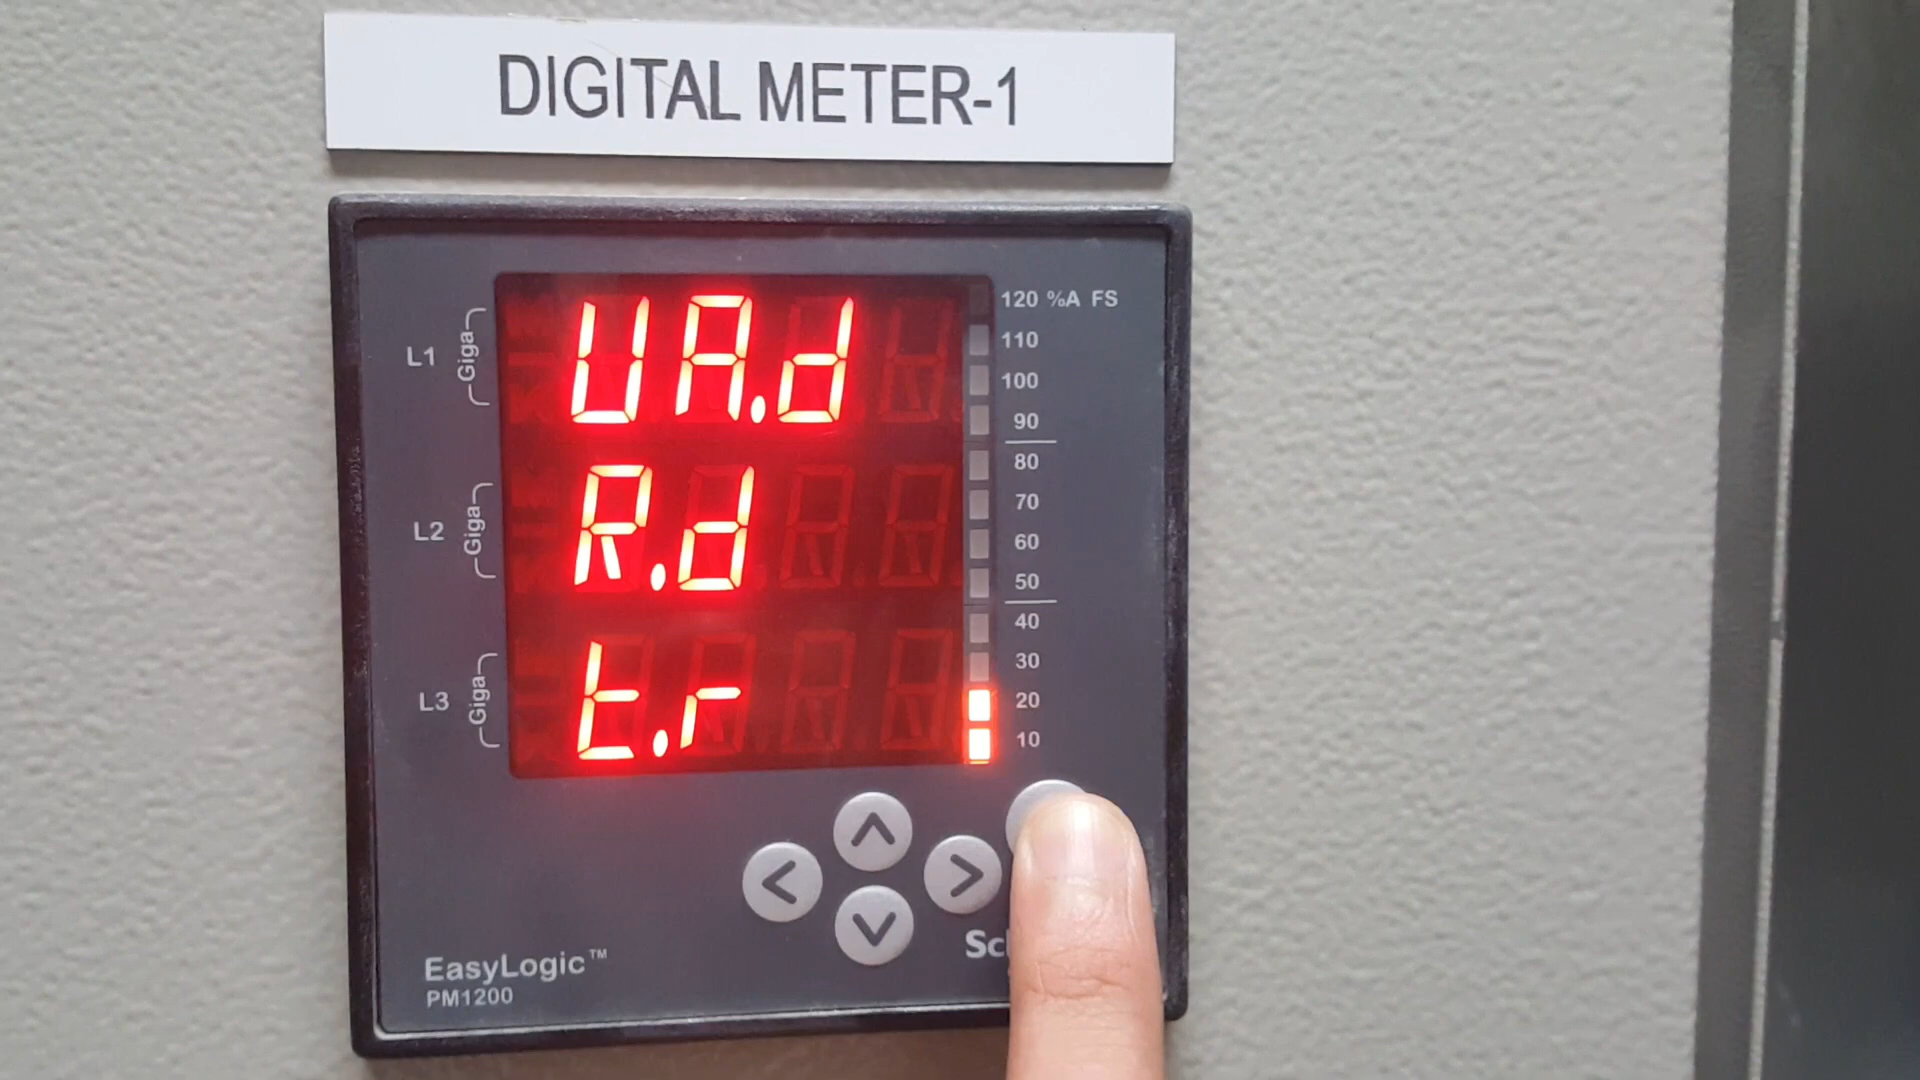 DIGITAL METER-1
120 %A FS
L1 Giga UA.d
110
100
90
80
L2 Giga R.d
70
60
50
40
L3 Giga t.r
30
20
10
EasyLogic™
PM1200